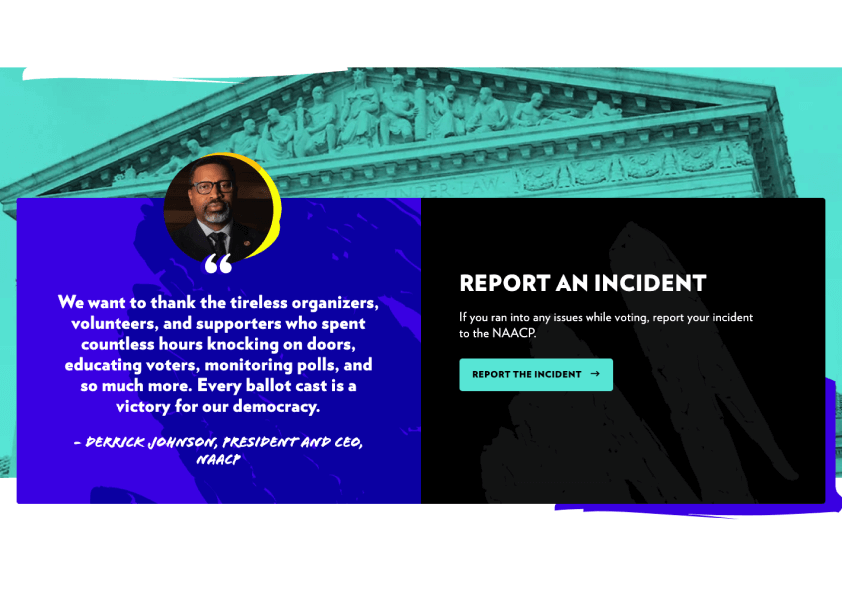 “
We want to thank the tireless organizers,
volunteers, and supporters who spent
countless hours knocking on doors,
educating voters, monitoring polls, and
so much more. Every ballot cast is a
victory for our democracy.
– DERRICK JOHNSON, PRESIDENT AND CEO,
NAACP
REPORT AN INCIDENT
If you ran into any issues while voting, report your incident
to the NAACP.
REPORT THE INCIDENT →